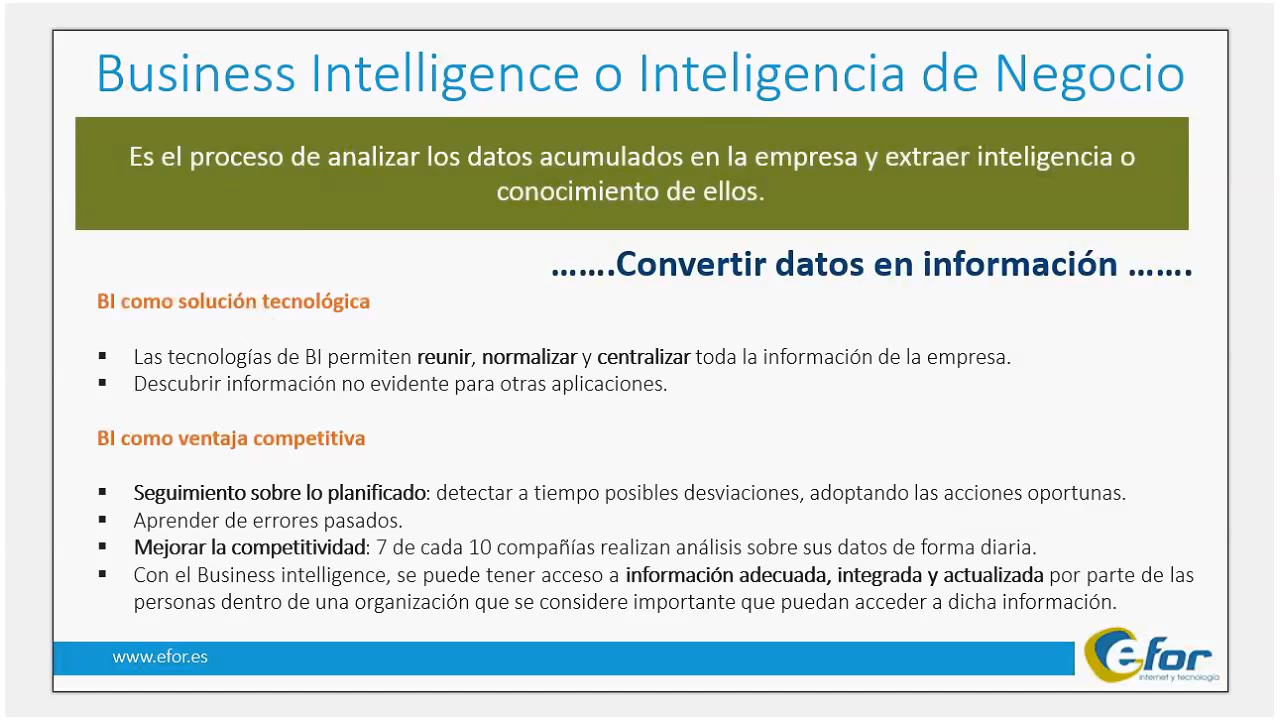 Business Intelligence o Inteligencia de Negocio
Es el proceso de analizar los datos acumulados en la empresa y extraer inteligencia o
conocimiento de ellos.
…….Convertir datos en información …….
BI como solución tecnológica
▪ Las tecnologías de BI permiten reunir, normalizar y centralizar toda la información de la empresa.
▪ Descubrir información no evidente para otras aplicaciones.
BI como ventaja competitiva
▪ Seguimiento sobre lo planificado: detectar a tiempo posibles desviaciones, adoptando las acciones oportunas.
▪ Aprender de errores pasados.
▪ Mejorar la competitividad: 7 de cada 10 compañías realizan análisis sobre sus datos de forma diaria.
▪ Con el Business intelligence, se puede tener acceso a información adecuada, integrada y actualizada por parte de las
personas dentro de una organización que se considere importante que puedan acceder a dicha información.
www.efor.es
efor
internet y tecnología